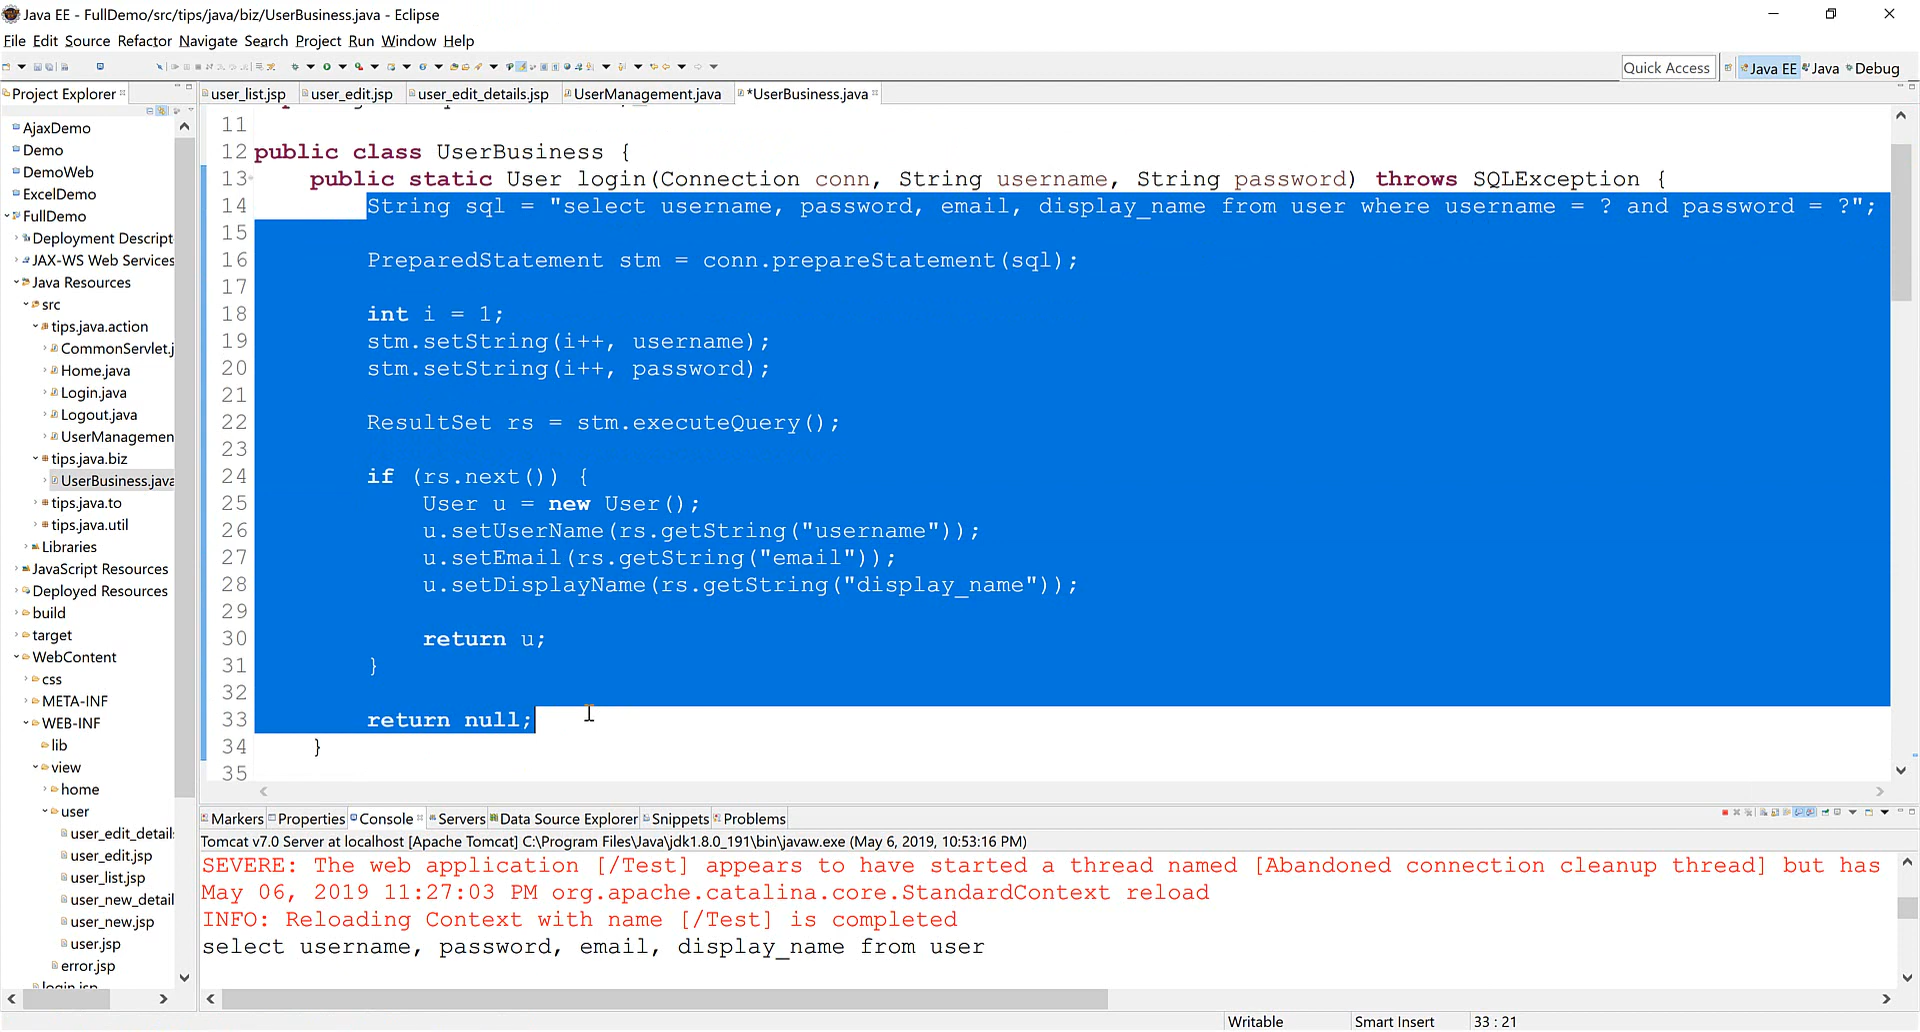 Java EE - FullDemo/src/tips/java/biz/UserBusiness.java - Eclipse
File Edit Source Refactor Navigate Search Project Run Window Help
Quick Access
Java EE Java Debug
Project Explorer
user_list.jsp user_edit.jsp user_edit_details.jsp UserManagement.java *UserBusiness.java
AjaxDemo
Demo
DemoWeb
ExcelDemo
FullDemo
Deployment Descript
JAX-WS Web Services
Java Resources
src
tips.java.action
CommonServlet.j
Home.java
Login.java
Logout.java
UserManagemen
tips.java.biz
UserBusiness.java
tips.java.to
tips.java.util
Libraries
JavaScript Resources
Deployed Resources
build
target
WebContent
css
META-INF
WEB-INF
lib
view
home
user
user_edit_detail
user_edit.jsp
user_list.jsp
user_new_detail
user_new.jsp
user.jsp
error.jsp
login.jsp
11
12 public class UserBusiness {
13 public static User login(Connection conn, String username, String password) throws SQLException {
14 String sql = "select username, password, email, display_name from user where username = ? and password = ?";
15
16 PreparedStatement stm = conn.prepareStatement(sql);
17
18 int i = 1;
19 stm.setString(i++, username);
20 stm.setString(i++, password);
21
22 ResultSet rs = stm.executeQuery();
23
24 if (rs.next()) {
25 User u = new User();
26 u.setUserName(rs.getString("username"));
27 u.setEmail(rs.getString("email"));
28 u.setDisplayName(rs.getString("display_name"));
29
30 return u;
31 }
32
33 return null;
34 }
35
Markers Properties Console Servers Data Source Explorer Snippets Problems
Tomcat v7.0 Server at localhost [Apache Tomcat] C:\Program Files\Java\jdk1.8.0_191\bin\javaw.exe (May 6, 2019, 10:53:16 PM)
SEVERE: The web application [/Test] appears to have started a thread named [Abandoned connection cleanup thread] but has
May 06, 2019 11:27:03 PM org.apache.catalina.core.StandardContext reload
INFO: Reloading Context with name [/Test] is completed
select username, password, email, display_name from user
Writable Smart Insert 33 : 21